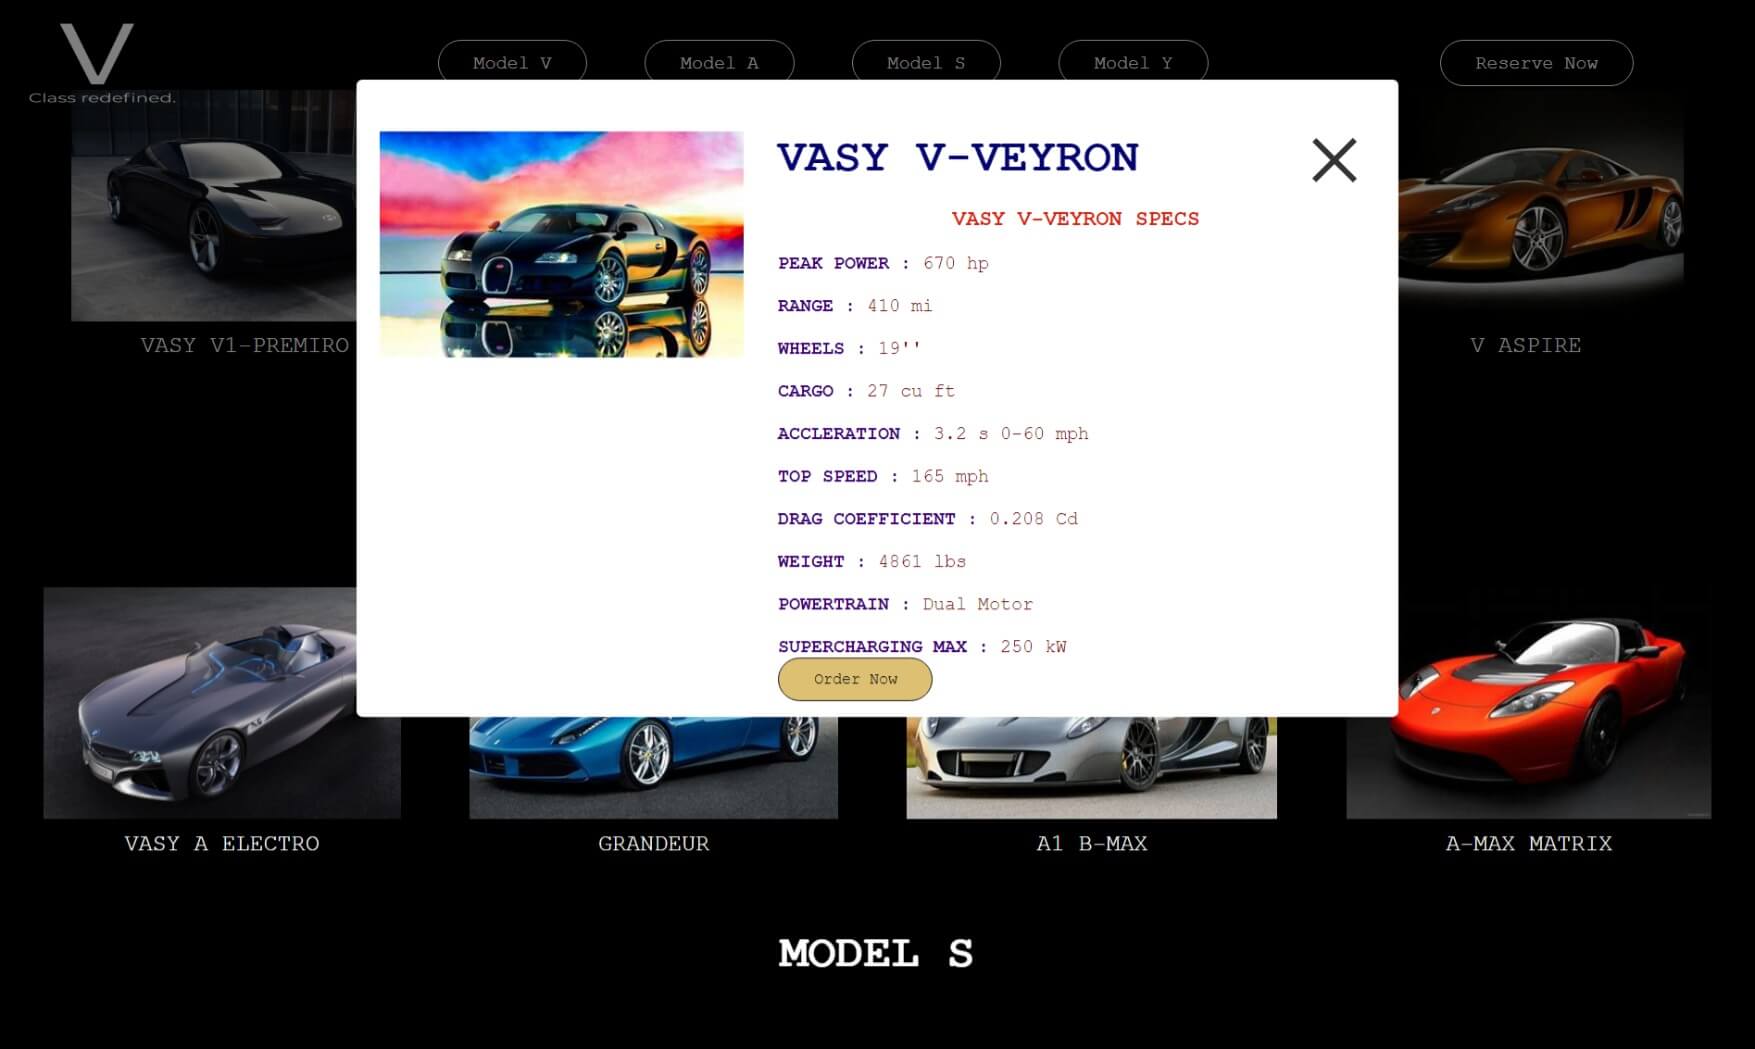 V
Class redefined.
Model V
Model A
Model S
Model Y
Reserve Now
VASY V-VEYRON
VASY V-VEYRON SPECS
PEAK POWER : 670 hp
RANGE : 410 mi
WHEELS : 19''
CARGO : 27 cu ft
ACCLERATION : 3.2 s 0-60 mph
TOP SPEED : 165 mph
DRAG COEFFICIENT : 0.208 Cd
WEIGHT : 4861 lbs
POWERTRAIN : Dual Motor
SUPERCHARGING MAX : 250 kW
Order Now
VASY V1-PREMIRO
V ASPIRE
VASY A ELECTRO
GRANDEUR
A1 B-MAX
A-MAX MATRIX
MODEL S